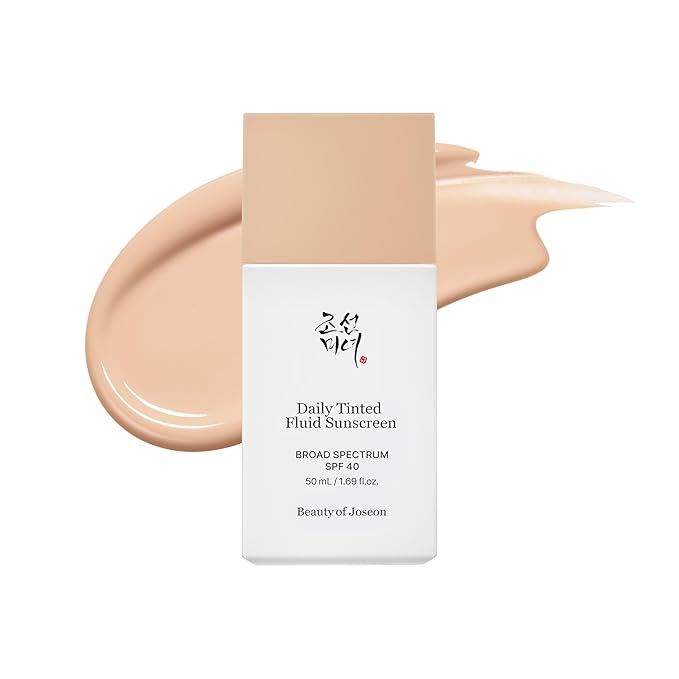 조선
미녀
Daily Tinted
Fluid Sunscreen
BROAD SPECTRUM
SPF 40
50 mL / 1.69 fl.oz.
Beauty of Joseon